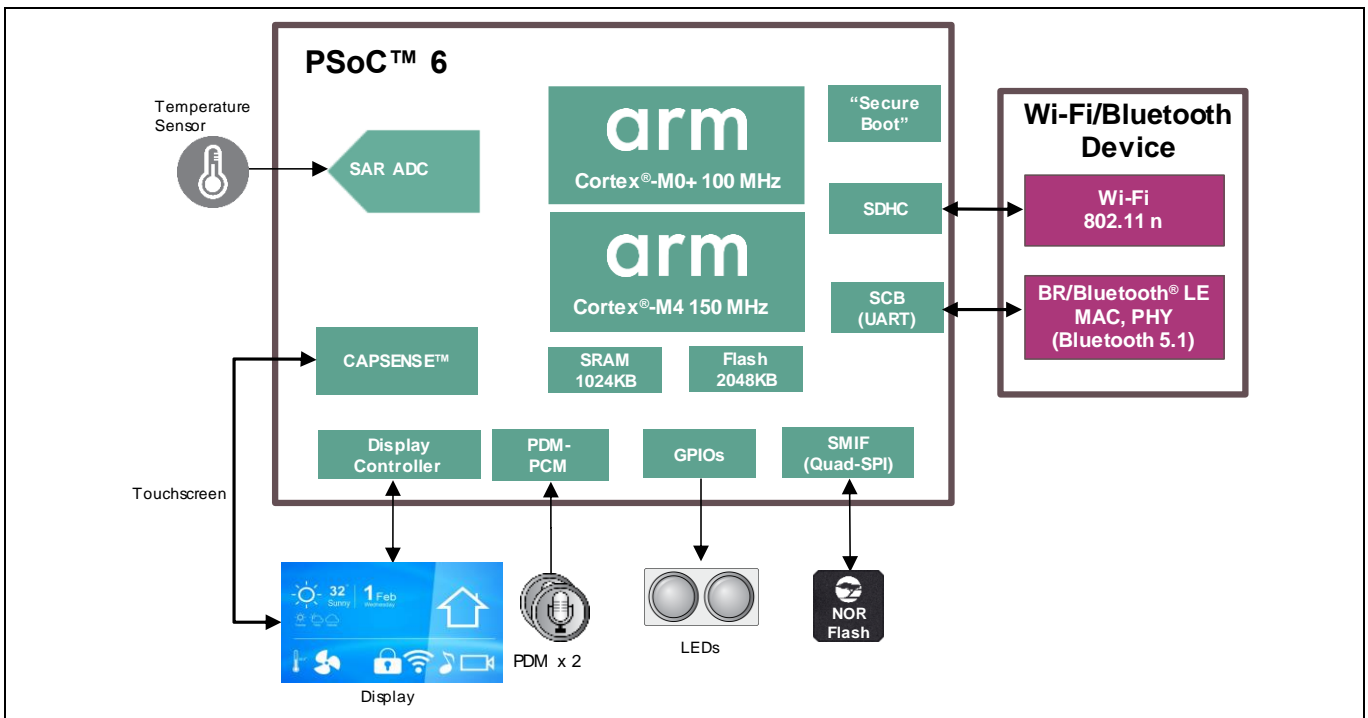 PSoC™ 6
Temperature
Sensor
SAR ADC
arm
Cortex®-M0+ 100 MHz
arm
Cortex®-M4 150 MHz
"Secure
Boot"
SDHC
SCB
(UART)
Wi-Fi/Bluetooth
Device
Wi-Fi
802.11 n
BR/Bluetooth® LE
MAC, PHY
(Bluetooth 5.1)
CAPSENSE™
SRAM
1024KB
Flash
2048KB
Display
Controller
PDM-
PCM
GPIOs
SMIF
(Quad-SPI)
Touchscreen
32°
Sunny
1 Feb
Wednesday
Display
PDM x 2
LEDs
NOR
Flash